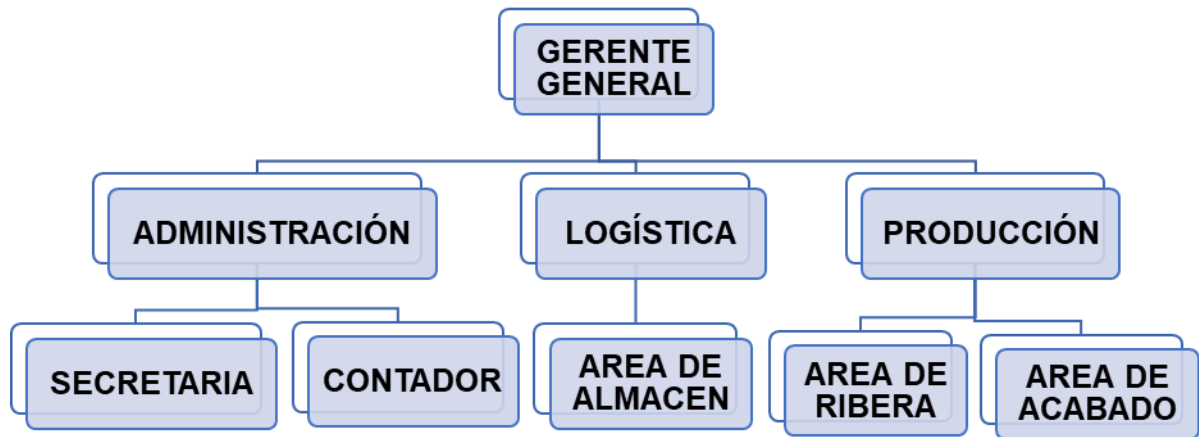 GERENTE
GENERAL
ADMINISTRACIÓN
LOGÍSTICA
PRODUCCIÓN
SECRETARIA
CONTADOR
AREA DE
ALMACEN
AREA DE
RIBERA
AREA DE
ACABADO